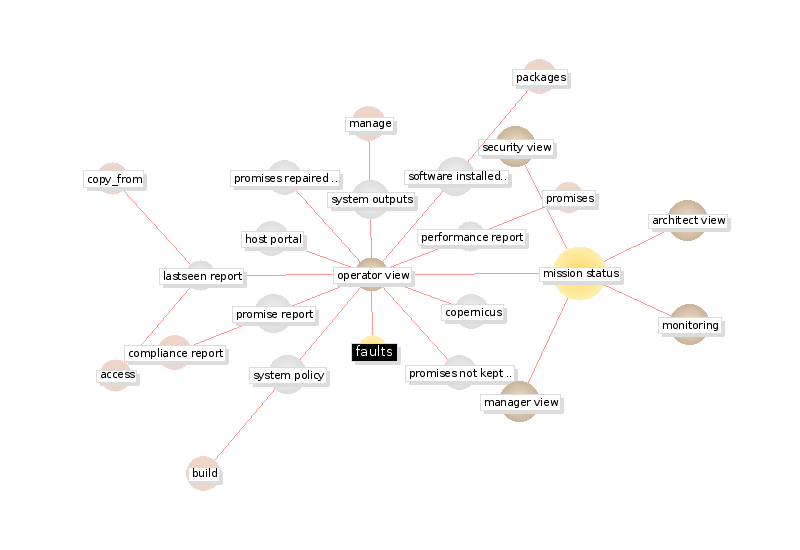 packages
manage
security view
copy_from
promises repaired ..
software installed..
system outputs
promises
architect view
host portal
performance report
lastseen report
operator view
mission status
promise report
copernicus
monitoring
compliance report
faults
access
system policy
promises not kept ..
manager view
build